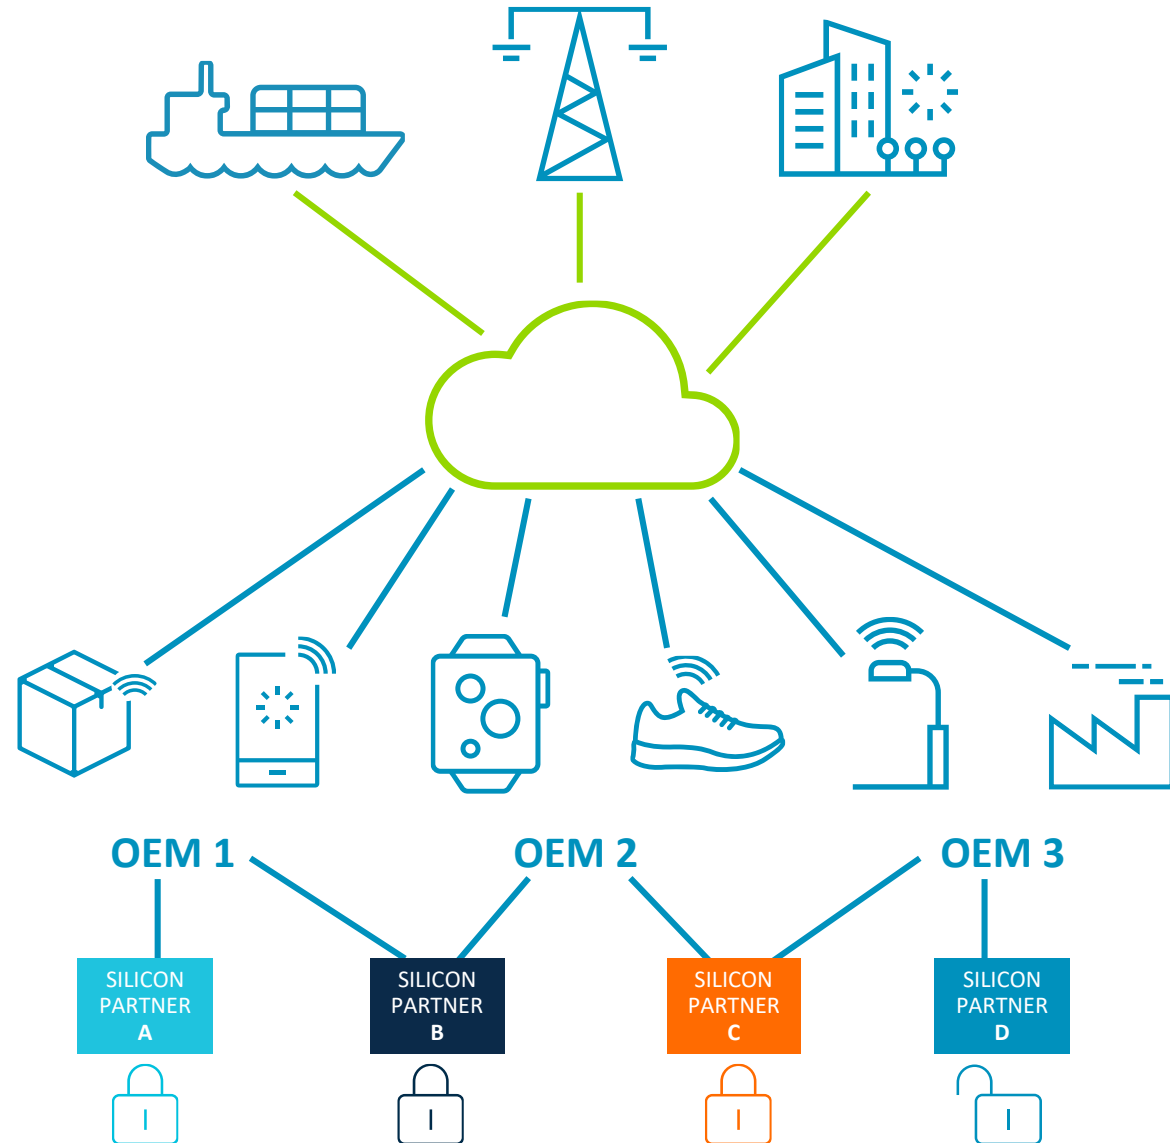 OEM 1
OEM 2
OEM 3
SILICON
PARTNER
A
SILICON
PARTNER
B
SILICON
PARTNER
C
SILICON
PARTNER
D